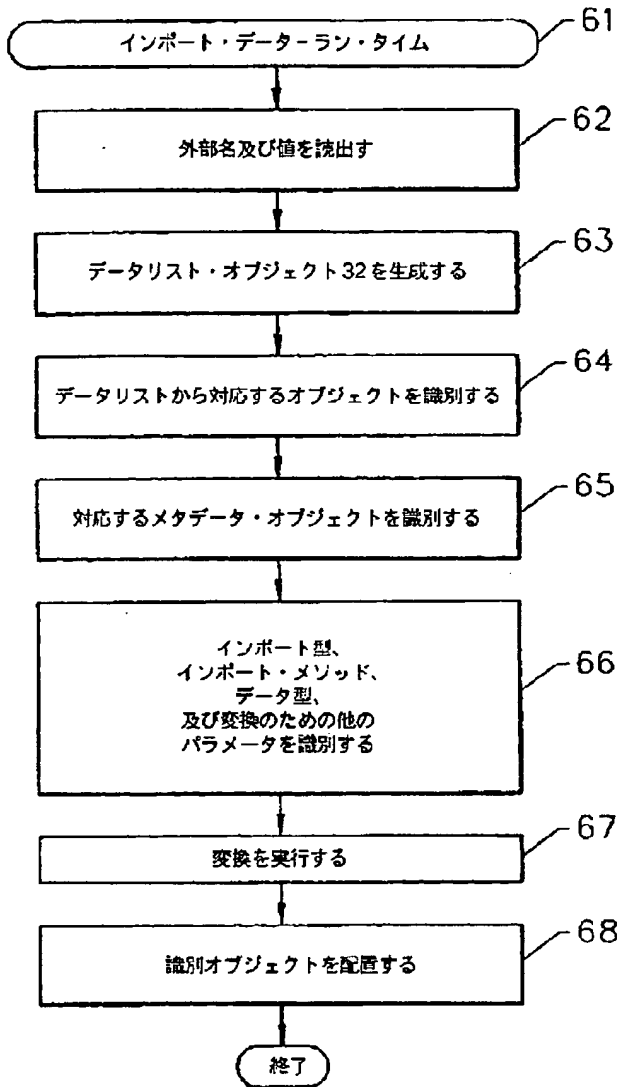 インポート・データ－ラン・タイム
61
外部名及び値を読出す
62
データリスト・オブジェクト32を生成する
63
データリストから対応するオブジェクトを識別する
64
対応するメタデータ・オブジェクトを識別する
65
インポート型、
インポート・メソッド、
データ型、
及び変換のための他の
パラメータを識別する
66
変換を実行する
67
識別オブジェクトを配置する
68
終了